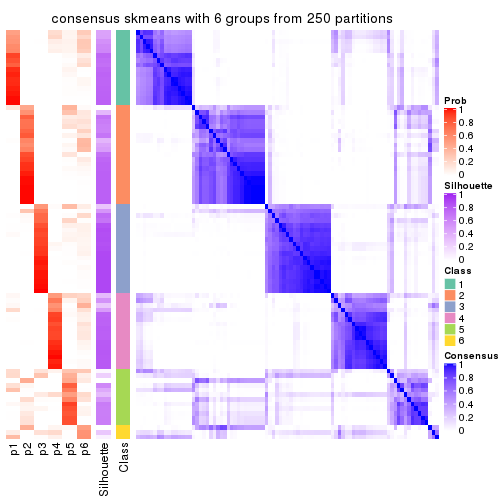 consensus skmeans with 6 groups from 250 partitions
Prob
1
0.8
0.6
0.4
0.2
0
Silhouette
1
0.8
0.6
0.4
0.2
0
Class
1
2
3
4
5
6
Consensus
1
0.8
0.6
0.4
0.2
0
p1
p2
p3
p4
p5
p6
Silhouette
Class